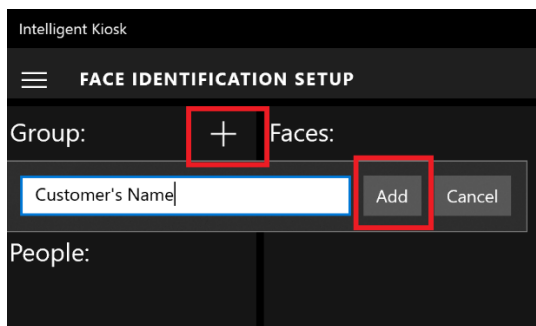 Intelligent Kiosk
FACE IDENTIFICATION SETUP
Group: + Faces:
Customer's Name Add Cancel
People: